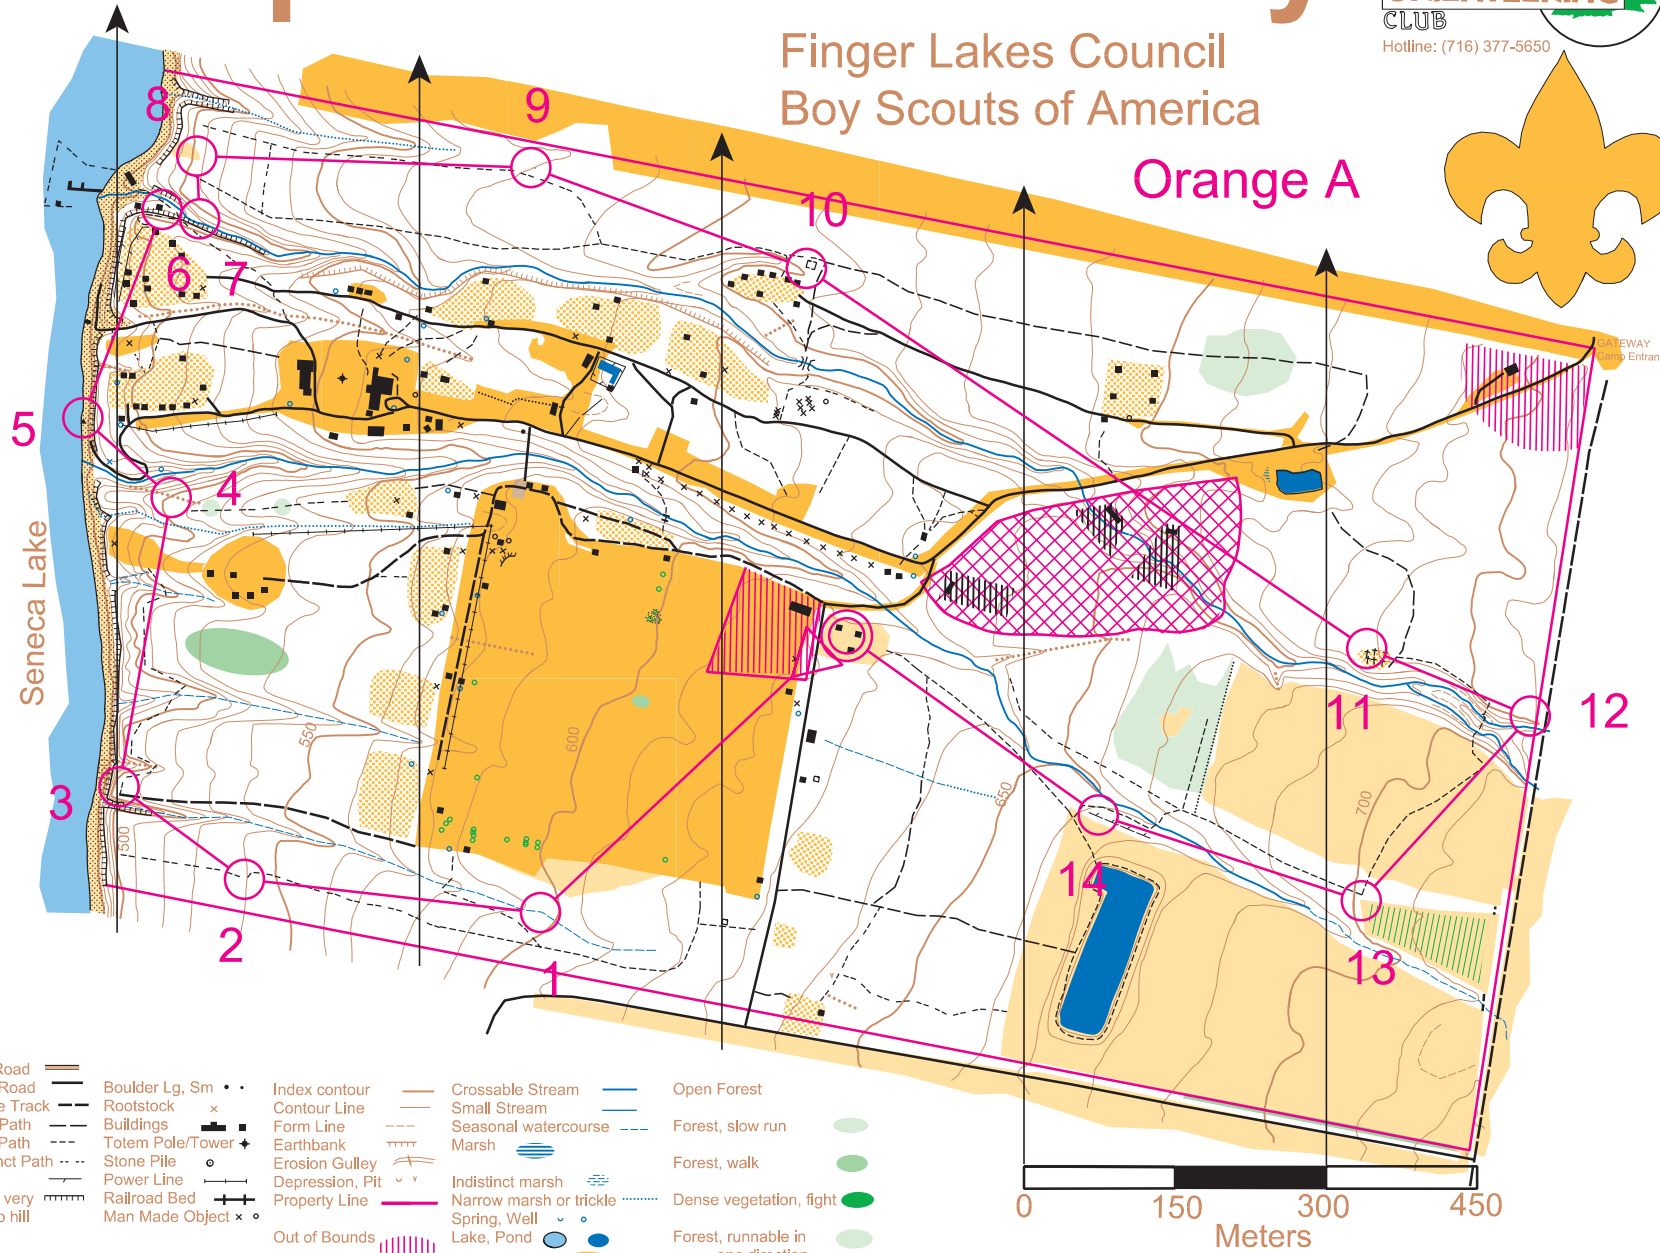 CLUB
Hotline: (716) 377-5650
Finger Lakes Council
Boy Scouts of America
Orange A
8
9
10
6
7
5
4
GATEWAY
Seneca Lake
550
600
650
700
500
11
12
3
14
13
2
1
Road
Boulder Lg, Sm
Index contour
Crossable Stream
Open Forest
Road
Rootstock
Contour Line
Small Stream
Track
Buildings
Form Line
Seasonal watercourse
Forest, slow run
Path
Totem Pole/Tower
Earthbank
Marsh
Path
Stone Pile
Erosion Gulley
Forest, walk
Path
Power Line
Depression, Pit
Indistinct marsh
very
Railroad Bed
Property Line
Narrow marsh or trickle
Dense vegetation, fight
hill
Man Made Object
Spring, Well
Out of Bounds
Lake, Pond
Forest, runnable in
0
150
300
450
Meters